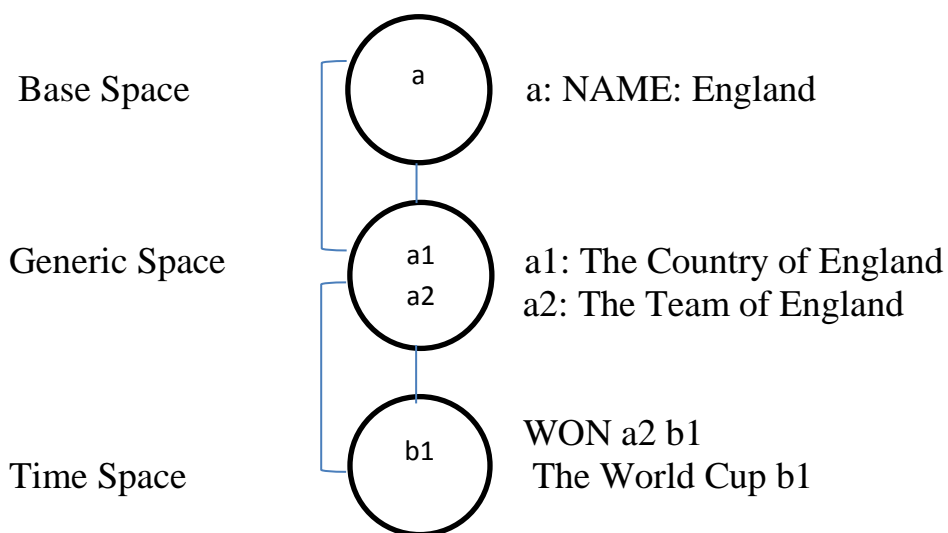 a
Base Space a: NAME: England
a1
Generic Space a1: The Country of England
a2 a2: The Team of England
b1 WON a2 b1
Time Space The World Cup b1